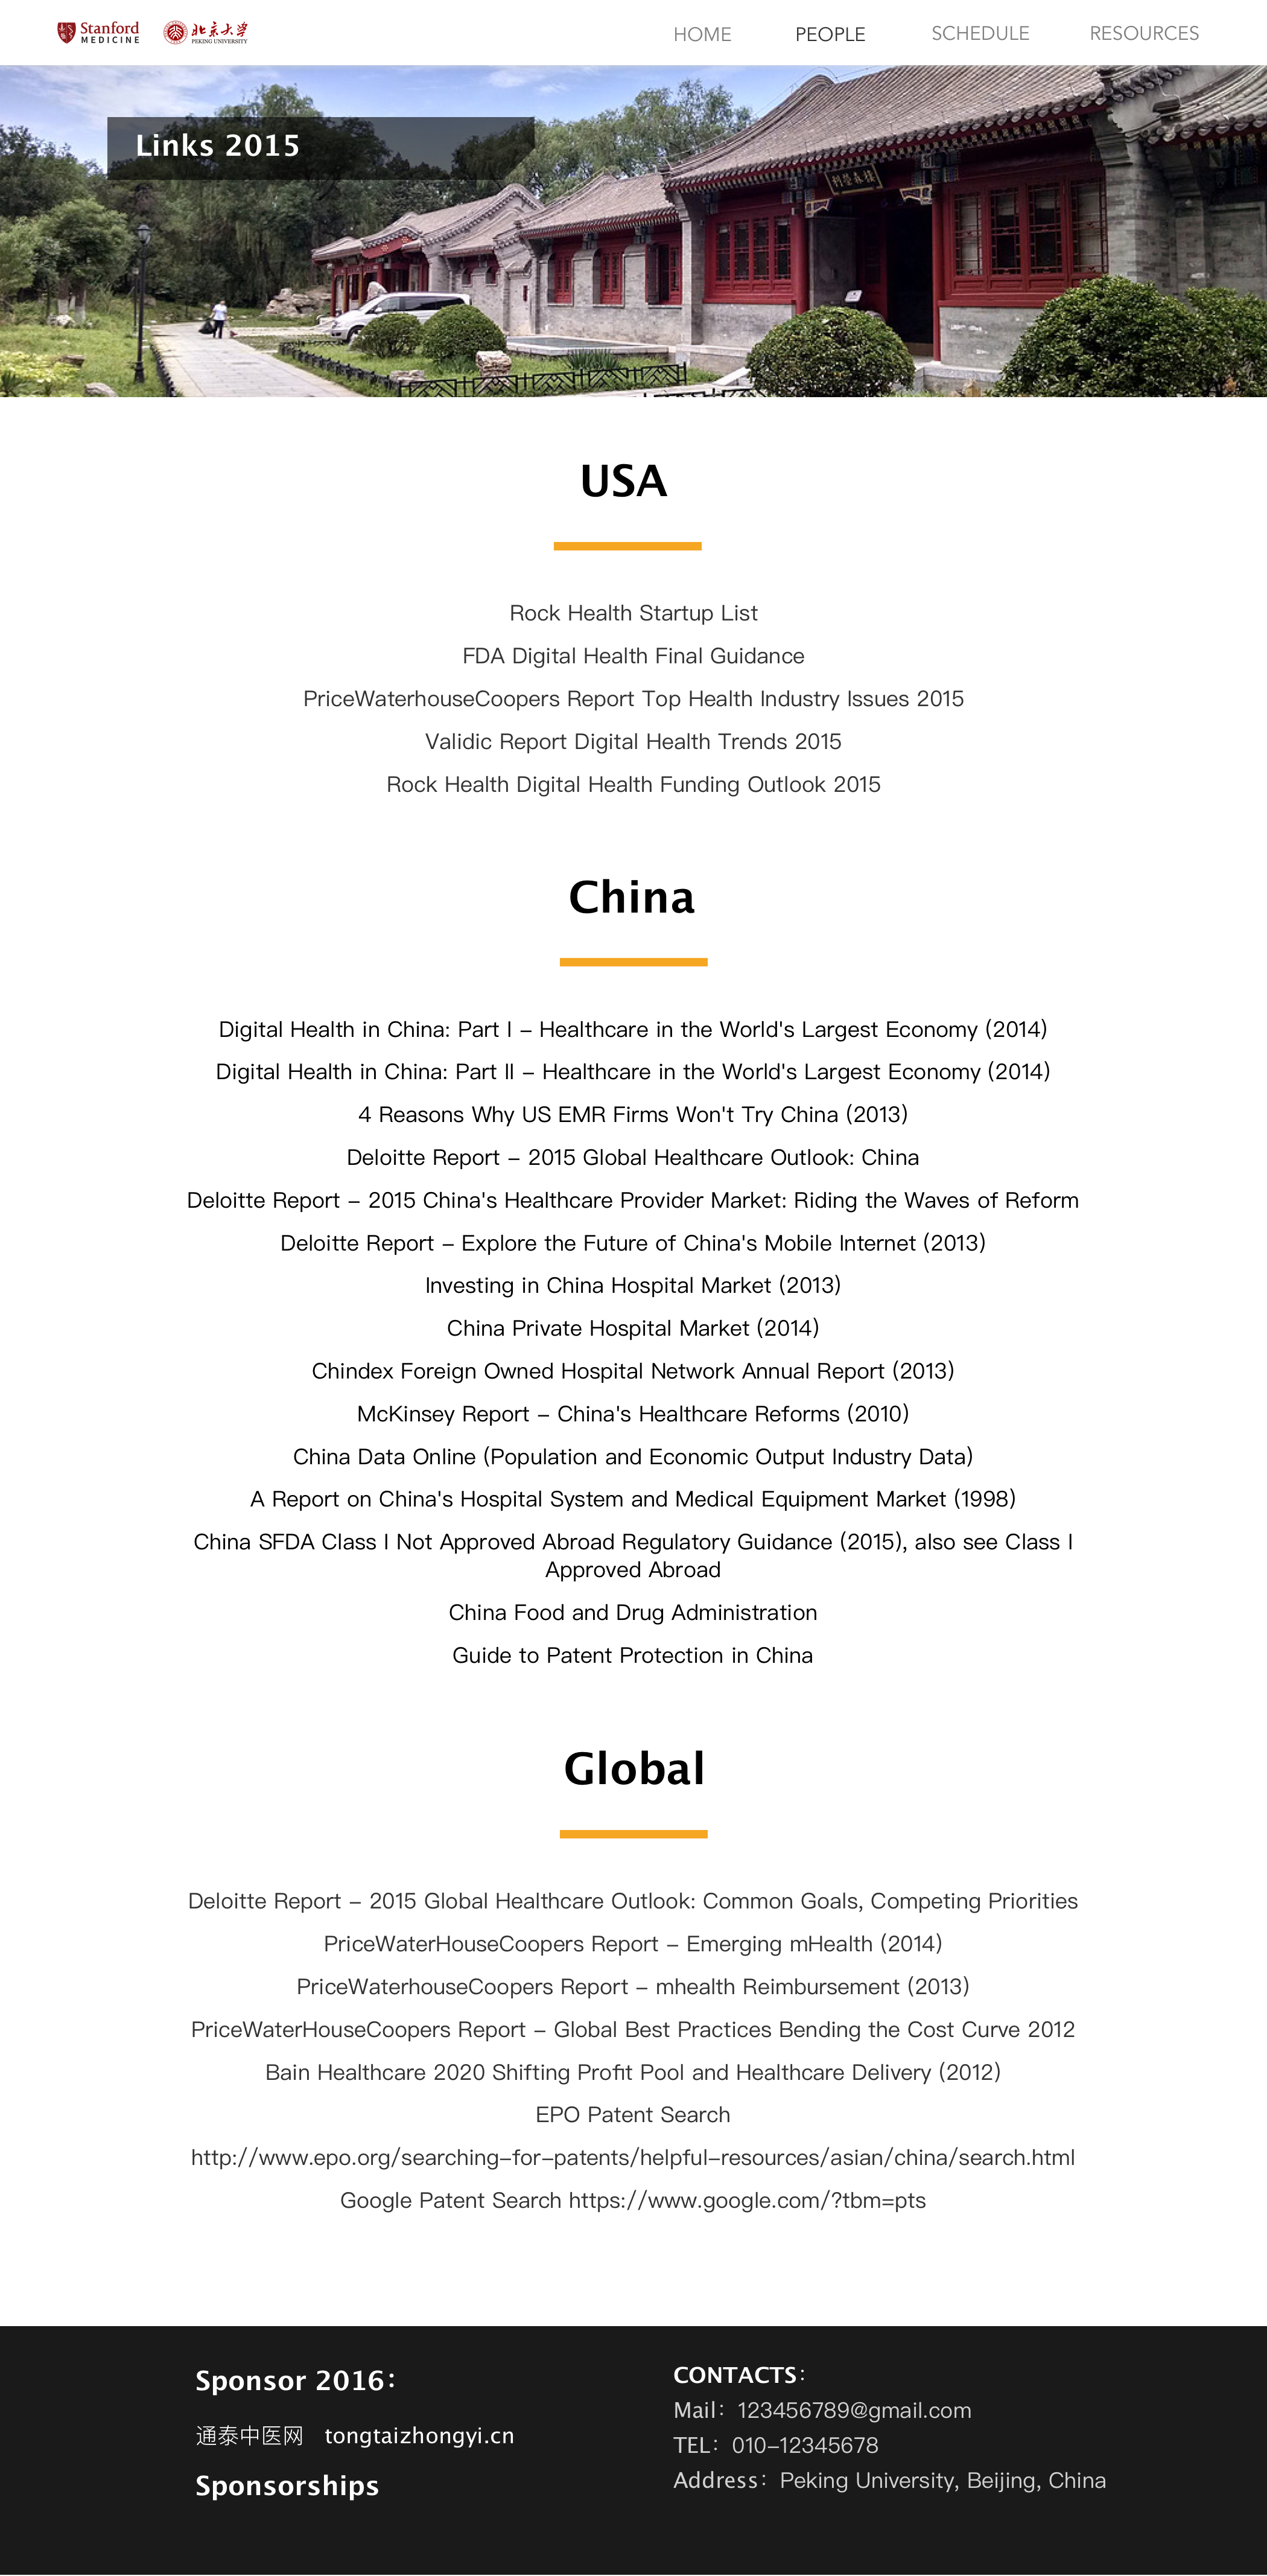 Stanford
MEDICINE
北京大学
PEKING UNIVERSITY
HOME
PEOPLE
SCHEDULE
RESOURCES
Links 2015
USA
Rock Health Startup List
FDA Digital Health Final Guidance
PriceWaterhouseCoopers Report Top Health Industry Issues 2015
Validic Report Digital Health Trends 2015
Rock Health Digital Health Funding Outlook 2015
China
Digital Health in China: Part I - Healthcare in the World's Largest Economy (2014)
Digital Health in China: Part II - Healthcare in the World's Largest Economy (2014)
4 Reasons Why US EMR Firms Won't Try China (2013)
Deloitte Report - 2015 Global Healthcare Outlook: China
Deloitte Report - 2015 China's Healthcare Provider Market: Riding the Waves of Reform
Deloitte Report - Explore the Future of China's Mobile Internet (2013)
Investing in China Hospital Market (2013)
China Private Hospital Market (2014)
Chindex Foreign Owned Hospital Network Annual Report (2013)
McKinsey Report - China's Healthcare Reforms (2010)
China Data Online (Population and Economic Output Industry Data)
A Report on China's Hospital System and Medical Equipment Market (1998)
China SFDA Class I Not Approved Abroad Regulatory Guidance (2015), also see Class I
Approved Abroad
China Food and Drug Administration
Guide to Patent Protection in China
Global
Deloitte Report - 2015 Global Healthcare Outlook: Common Goals, Competing Priorities
PriceWaterHouseCoopers Report - Emerging mHealth (2014)
PriceWaterhouseCoopers Report - mhealth Reimbursement (2013)
PriceWaterHouseCoopers Report - Global Best Practices Bending the Cost Curve 2012
Bain Healthcare 2020 Shifting Profit Pool and Healthcare Delivery (2012)
EPO Patent Search
http://www.epo.org/searching-for-patents/helpful-resources/asian/china/search.html
Google Patent Search https://www.google.com/?tbm=pts
Sponsor 2016：
通泰中医网 tongtaizhongyi.cn
Sponsorships
CONTACTS：
Mail： 123456789@gmail.com
TEL： 010-12345678
Address： Peking University, Beijing, China